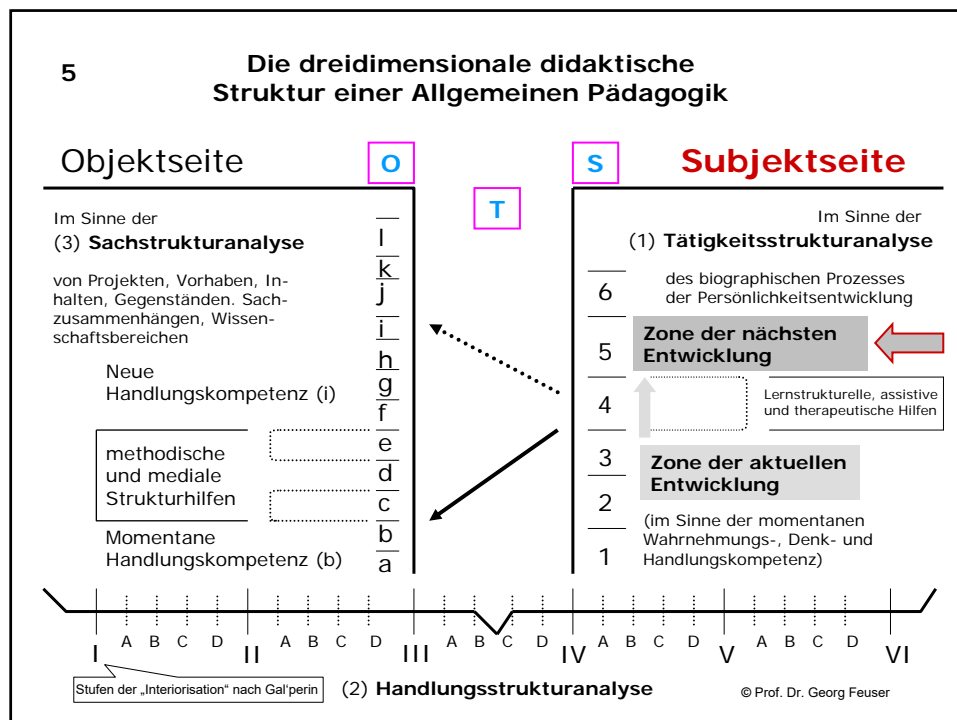 5
Die dreidimensionale didaktische
Struktur einer Allgemeinen Pädagogik
Objektseite
O
S
Subjektseite
T
Im Sinne der
(3) Sachstrukturanalyse
von Projekten, Vorhaben, In-
halten, Gegenständen. Sach-
zusammenhängen, Wissen-
schaftsbereichen
Neue
Handlungskompetenz (i)
methodische
und mediale
Strukturhilfen
Momentane
Handlungskompetenz (b)
l
k
j
i
h
g
f
e
d
c
b
a
6
5
4
3
2
1
Im Sinne der
(1) Tätigkeitsstrukturanalyse
des biographischen Prozesses
der Persönlichkeitsentwicklung
Zone der nächsten
Entwicklung
Lernstrukturelle, assistive
und therapeutische Hilfen
Zone der aktuellen
Entwicklung
(im Sinne der momentanen
Wahrnehmungs-, Denk- und
Handlungskompetenz)
I A B C D II A B C D III A B C D IV A B C D V A B C D VI
Stufen der „Interiorisation" nach Gal'perin
(2) Handlungsstrukturanalyse
© Prof. Dr. Georg Feuser